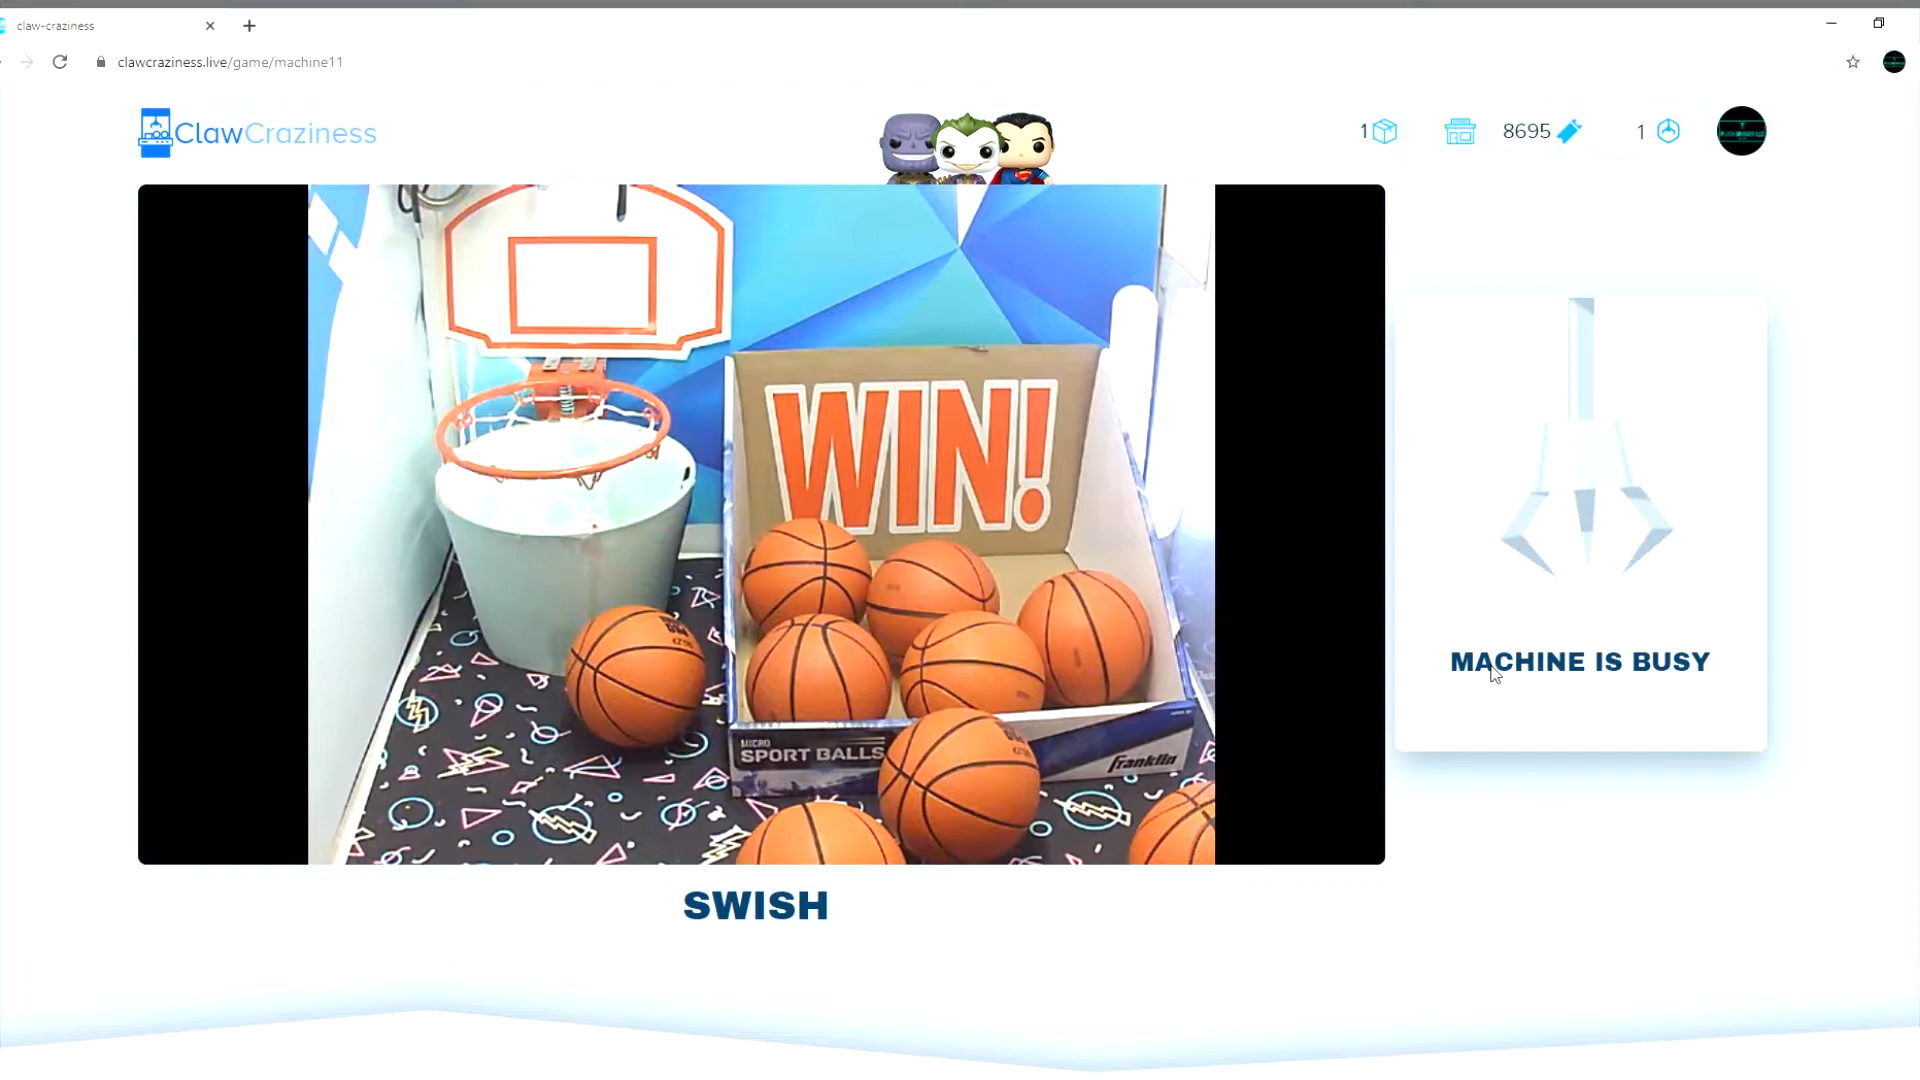 claw-craziness
clawcraziness.live/game/machine11
ClawCraziness
1
8695
1
WIN!
MICRO
SPORT BALLS
Franklin
MACHINE IS BUSY
SWISH